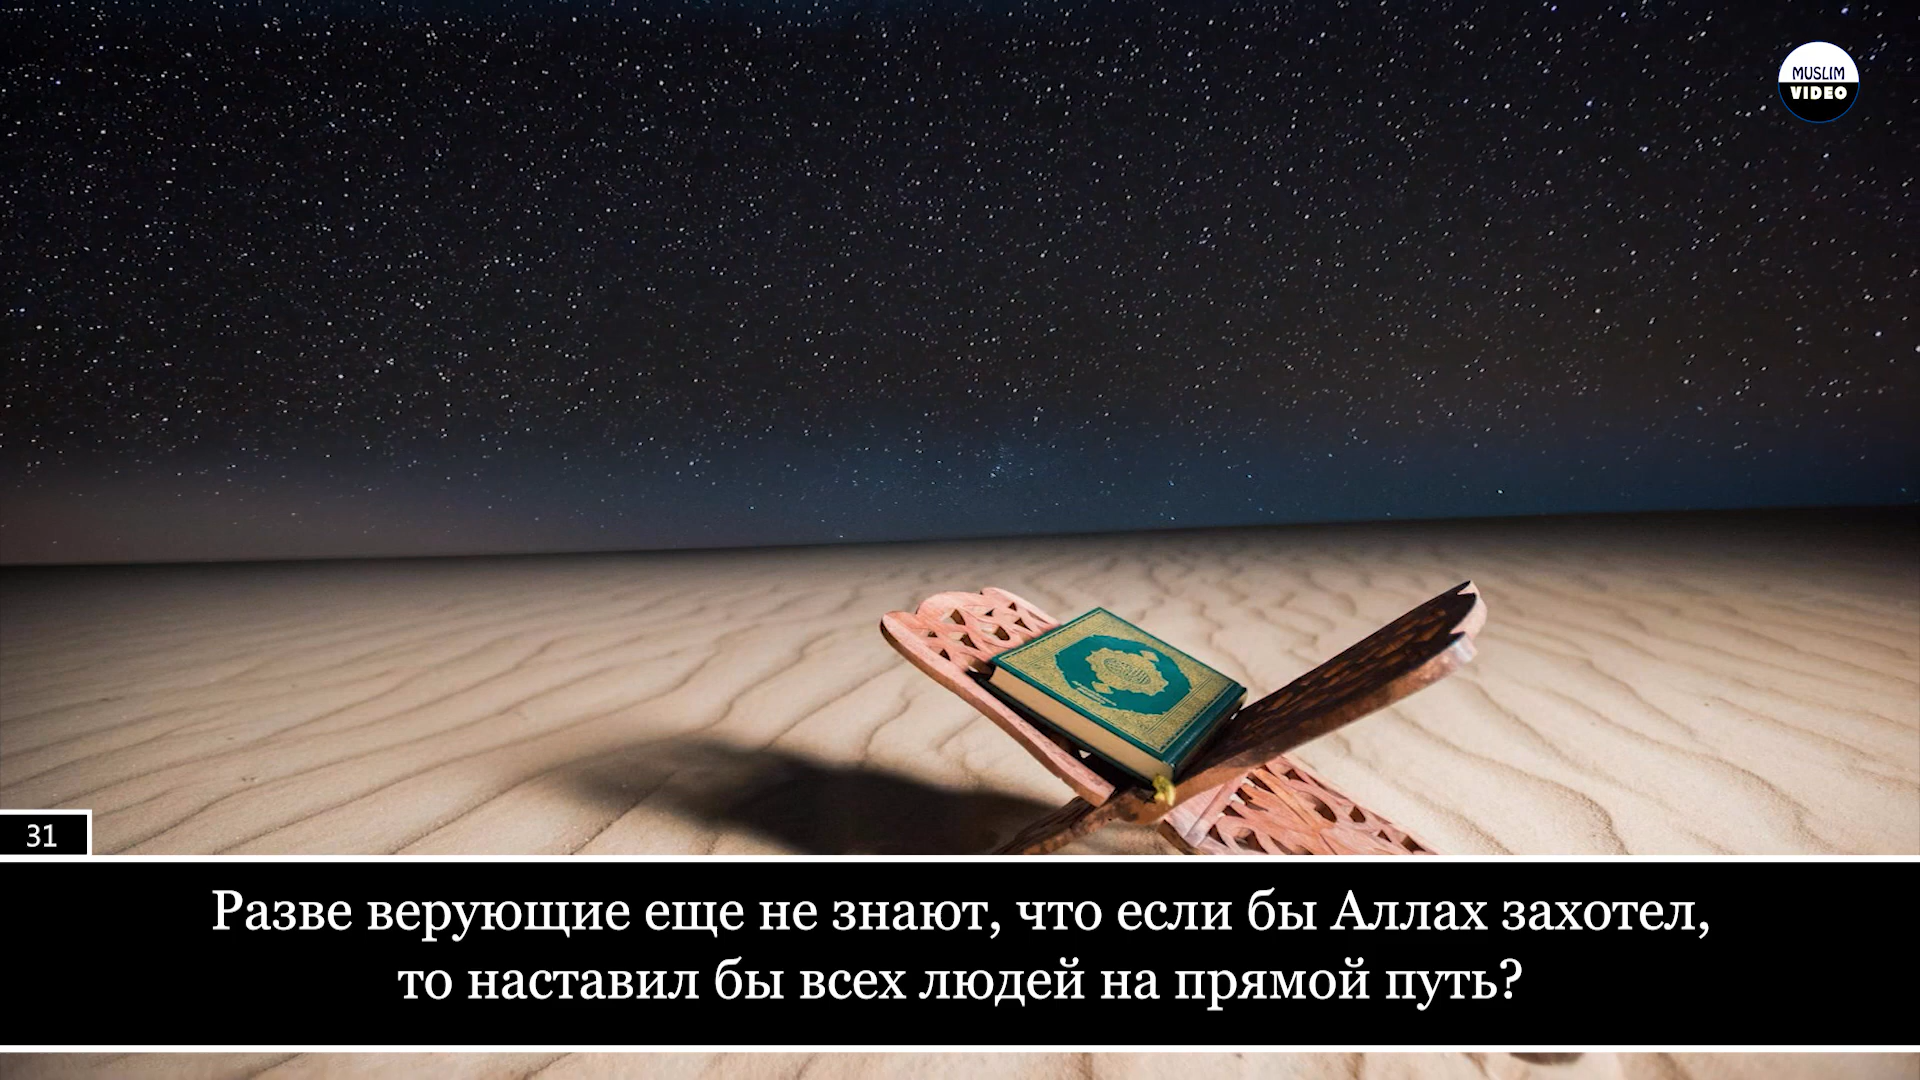 MUSLIM
VIDEO
31
Разве верующие еще не знают, что если бы Аллах захотел,
то наставил бы всех людей на прямой путь?